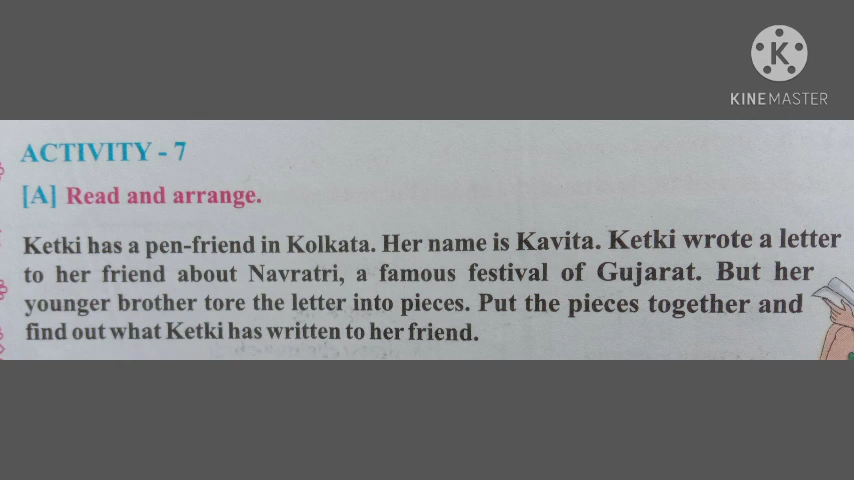 KINEMASTER
ACTIVITY - 7
[A] Read and arrange.
Ketki has a pen-friend in Kolkata. Her name is Kavita. Ketki wrote a letter
to her friend about Navratri, a famous festival of Gujarat. But her
younger brother tore the letter into pieces. Put the pieces together and
find out what Ketki has written to her friend.